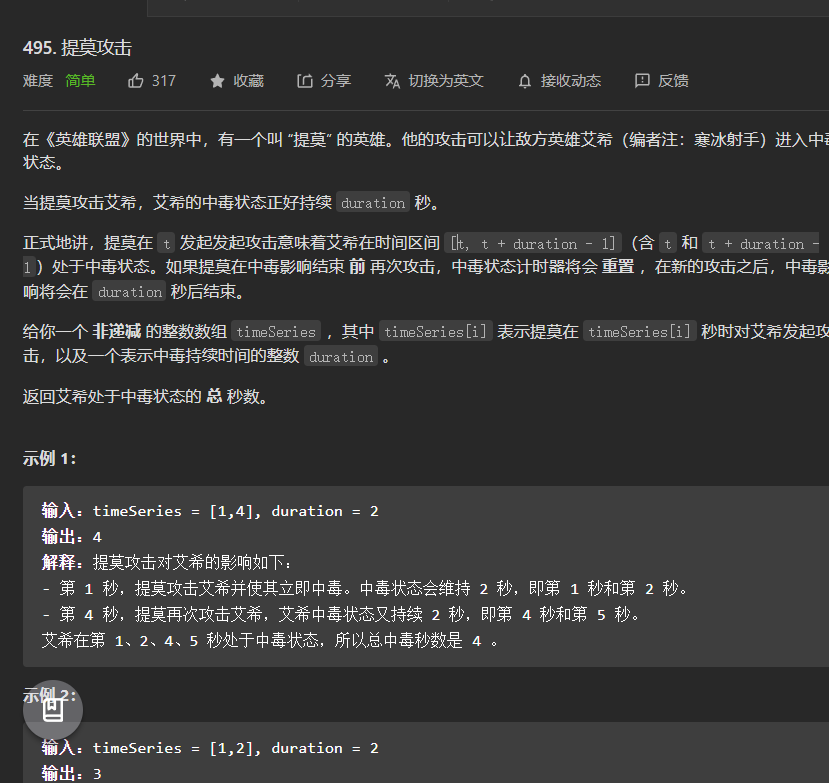 495. 提莫攻击
难度 简单 317 收藏 分享 切换为英文 接收动态 反馈
在《英雄联盟》的世界中，有一个叫 “提莫” 的英雄。他的攻击可以让敌方英雄艾希（编者注：寒冰射手）进入中毒
状态。
当提莫攻击艾希，艾希的中毒状态正好持续 duration 秒。
正式地讲，提莫在 t 发起发起攻击意味着艾希在时间区间 [t, t + duration - 1]（含 t 和 t + duration -
1）处于中毒状态。如果提莫在中毒影响结束 前 再次攻击，中毒状态计时器将会 重置 ，在新的攻击之后，中毒影
响将会在 duration 秒后结束。
给你一个 非递减 的整数数组 timeSeries ，其中 timeSeries[i] 表示提莫在 timeSeries[i] 秒时对艾希发起攻
击，以及一个表示中毒持续时间的整数 duration 。
返回艾希处于中毒状态的 总 秒数。
示例 1：
输入：timeSeries = [1,4], duration = 2
输出：4
解释：提莫攻击对艾希的影响如下：
- 第 1 秒，提莫攻击艾希并使其立即中毒。中毒状态会维持 2 秒，即第 1 秒和第 2 秒。
- 第 4 秒，提莫再次攻击艾希，艾希中毒状态又持续 2 秒，即第 4 秒和第 5 秒。
艾希在第 1、2、4、5 秒处于中毒状态，所以总中毒秒数是 4 。
示例 2：
输入：timeSeries = [1,2], duration = 2
输出：3